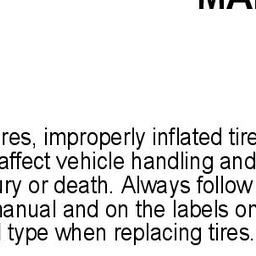 res, improperly inflated tire
affect vehicle handling and
ury or death. Always follow
manual and on the labels on
type when replacing tires.